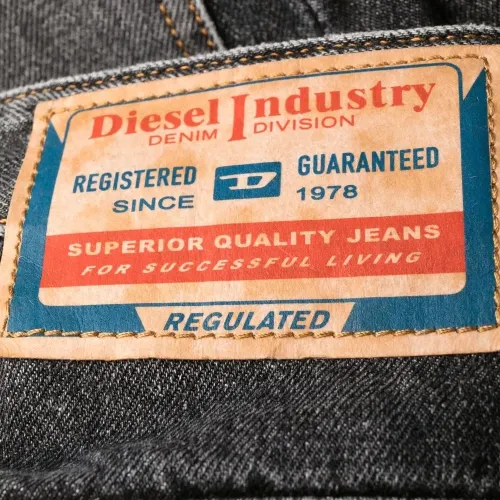 Diesel Industry
DENIM DIVISION
REGISTERED D GUARANTEED
SINCE 1978
SUPERIOR QUALITY JEANS
FOR SUCCESSFUL LIVING
REGULATED